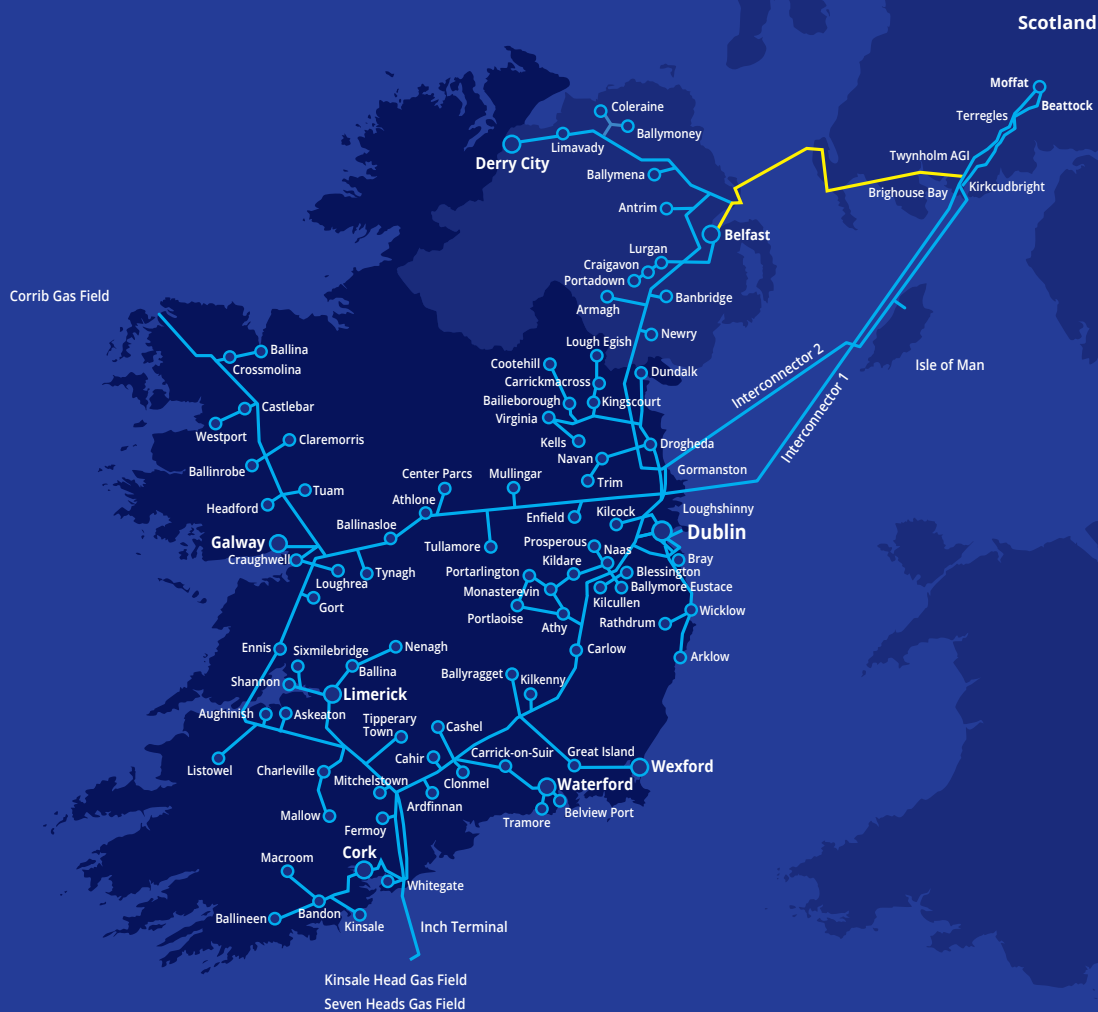 Scotland
Moffat
Beattock
Coleraine
Terregles
Ballymoney
Limavady
Twynholm AGI
Derry City
Ballymena
Kirkcudbright
Brighouse Bay
Antrim
Belfast
Lurgan
Craigavon
Portadown
Corrib Gas Field
Banbridge
Armagh
Newry
Lough Egish
Ballina
Interconnector 2
Cootehill
Isle of Man
Crossmolina
Dundalk
Carrickmacross
Interconnector 1
Bailieborough
Kingscourt
Castlebar
Virginia
Westport
Claremorris
Kells
Drogheda
Navan
Ballinrobe
Gormanston
Center Parcs
Mullingar
Trim
Tuam
Athlone
Headford
Loughshinny
Kilcock
Enfield
Ballinasloe
Dublin
Galway
Prosperous
Tullamore
Naas
Craughwell
Kildare
Bray
Portarlington
Blessington
Tynagh
Loughrea
Ballymore Eustace
Monasterevin
Kilcullen
Gort
Wicklow
Portlaoise
Rathdrum
Athy
Ennis
Nenagh
Sixmilebridge
Carlow
Arklow
Ballina
Ballyragget
Shannon
Kilkenny
Limerick
Aughinish
Askeaton
Tipperary
Town
Cashel
Carrick-on-Suir
Great Island
Cahir
Wexford
Listowel
Charleville
Mitchelstown
Clonmel
Waterford
Ardfinnan
Belview Port
Mallow
Tramore
Fermoy
Cork
Macroom
Whitegate
Bandon
Ballineen
Kinsale
Inch Terminal
Kinsale Head Gas Field
Seven Heads Gas Field